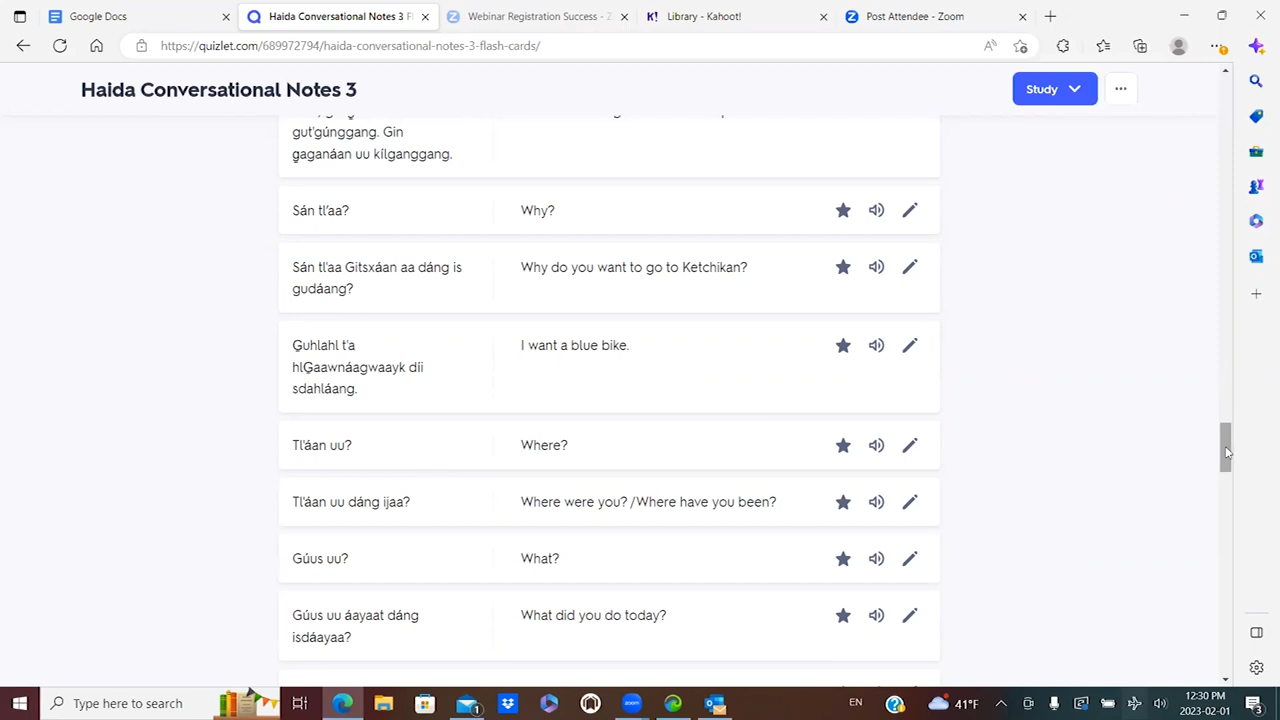 Google Docs
Haida Conversational Notes 3 Fl
Webinar Registration Success - Z
Library - Kahoot!
Post Attendee - Zoom
https://quizlet.com/689972794/haida-conversational-notes-3-flash-cards/
Haida Conversational Notes 3
Study
gut'gúnggang. Gin
gaganáan uu kílganggang.
Sán tl'aa?
Why?
Sán tl'aa Gitsxáan aa dáng is
gudáang?
Why do you want to go to Ketchikan?
G̲uhlahl t'a
hlG̲aawnáagwaayk díi
sdahláang.
I want a blue bike.
Tl'áan uu?
Where?
Tl'áan uu dáng ijaa?
Where were you? /Where have you been?
Gúus uu?
What?
Gúus uu áayaat dáng
isdáayaa?
What did you do today?
Type here to search
EN
41°F
12:30 PM
2023-02-01